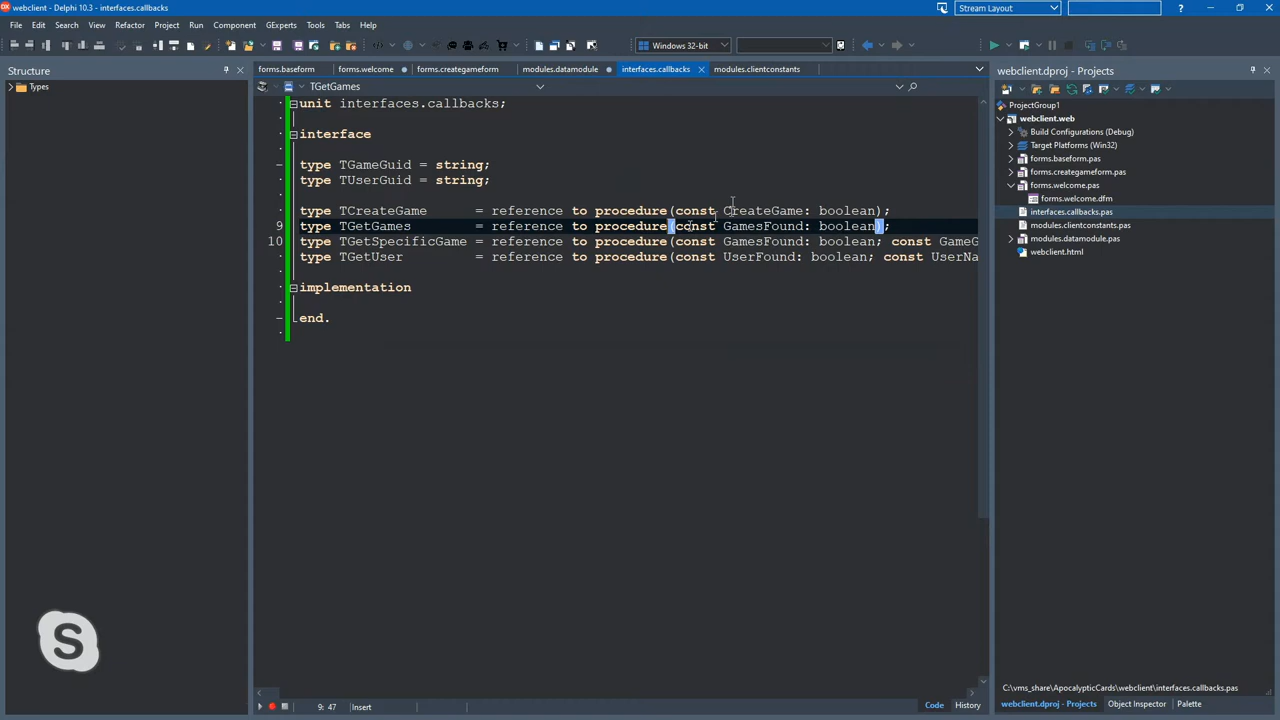 webclient - Delphi 10.3 - interfaces.callbacks
Stream Layout
File Edit Search View Refactor Project Run Component GExperts Tools Tabs Help
Windows 32-bit
Structure
forms.baseform forms.welcome forms.creategameform modules.datamodule interfaces.callbacks modules.clientconstants
webclient.dproj - Projects
Types
TGetGames
unit interfaces.callbacks;
interface
type TGameGuid = string;
type TUserGuid = string;
type TCreateGame = reference to procedure(const CreateGame: boolean);
9 type TGetGames = reference to procedure(const GamesFound: boolean);
10 type TGetSpecificGame = reference to procedure(const GamesFound: boolean; const GameG
type TGetUser = reference to procedure(const UserFound: boolean; const UserNa
implementation
end.
ProjectGroup1
webclient.web
Build Configurations (Debug)
Target Platforms (Win32)
forms.baseform.pas
forms.creategameform.pas
forms.welcome.pas
forms.welcome.dfm
interfaces.callbacks.pas
modules.clientconstants.pas
modules.datamodule.pas
webclient.html
S
C:\vms_share\ApocalypticCards\webclient\interfaces.callbacks.pas
9: 47 Insert
Code History
webclient.dproj - Projects Object Inspector Palette